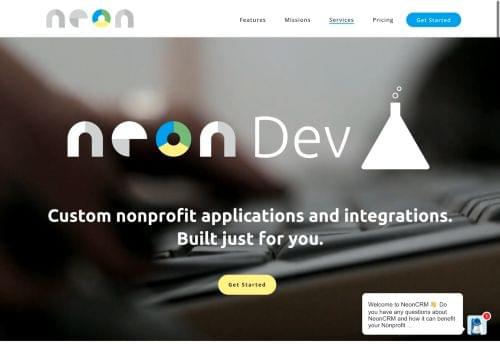 neon
Features Missions Services Pricing Get Started
neon Dev
Custom nonprofit applications and integrations.
Built just for you.
Get Started
Welcome to NeonCRM 👋 Do
you have any questions about
NeonCRM and how it can benefit
your Nonprofit ...
1